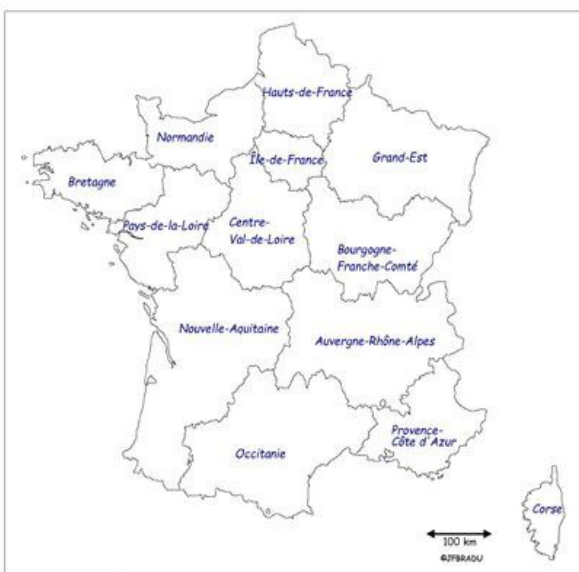 Hauts-de-France
Normandie
Île-de-France
Grand-Est
Bretagne
Pays-de-la-Loire
Centre-
Val-de-Loire
Bourgogne-
Franche-Comté
Nouvelle-Aquitaine
Auvergne-Rhône-Alpes
Provence-
Côte d'Azur
Occitanie
Corse
100 km
©JFBRADU